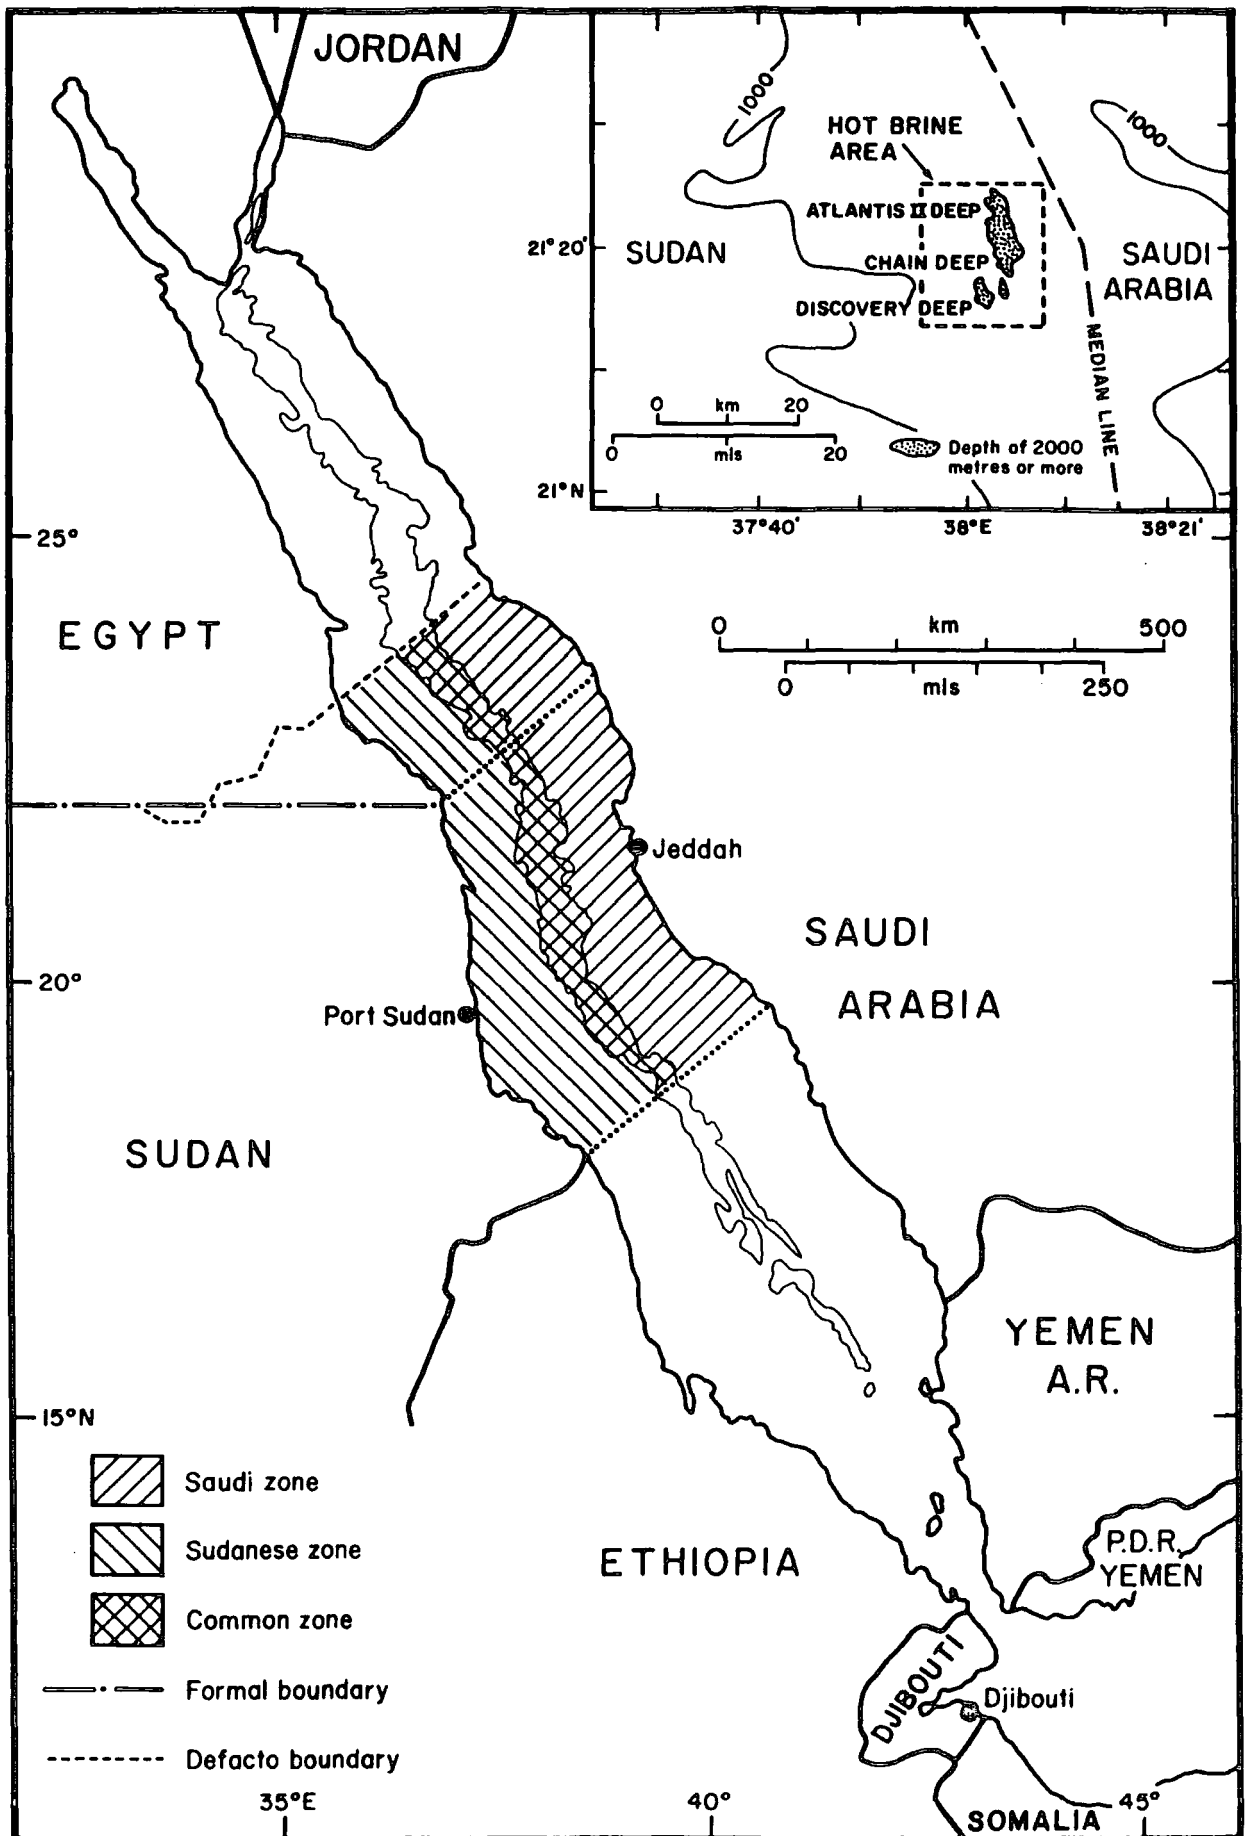 JORDAN
1000
1000
HOT BRINE
AREA
ATLANTIS II DEEP
21°20'
SUDAN
CHAIN DEEP
SAUDI
ARABIA
DISCOVERY DEEP
MEDIAN LINE
0 km 20
0 mls 20
Depth of 2000
metres or more
21°N
37°40'
38°E
38°21'
25°
EGYPT
0 km 500
0 mls 250
Jeddah
SAUDI
ARABIA
20°
Port Sudan
SUDAN
YEMEN
A.R.
15°N
Saudi zone
Sudanese zone
Common zone
Formal boundary
Defacto boundary
ETHIOPIA
P.D.R.
YEMEN
DJIBOUTI
Djibouti
35°E
40°
45°
SOMALIA